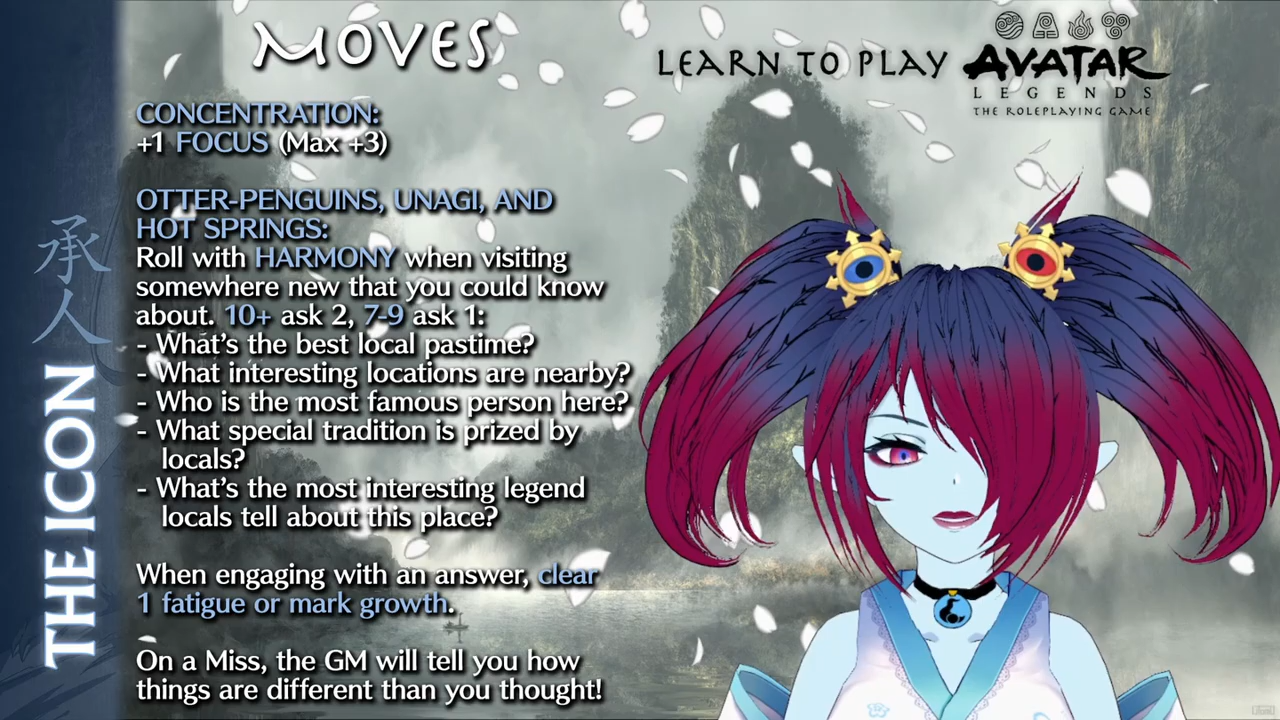 MOVES
LEARN TO PLAY AVATAR
LEGENDS
THE ROLEPLAYING GAME
CONCENTRATION:
+1 FOCUS (Max +3)
OTTER-PENGUINS, UNAGI, AND
HOT SPRINGS:
Roll with HARMONY when visiting
somewhere new that you could know
about. 10+ ask 2, 7-9 ask 1:
- What's the best local pastime?
- What interesting locations are nearby?
- Who is the most famous person here?
- What special tradition is prized by
locals?
- What's the most interesting legend
locals tell about this place?
When engaging with an answer, clear
1 fatigue or mark growth.
On a Miss, the GM will tell you how
things are different than you thought!
承人
THE ICON